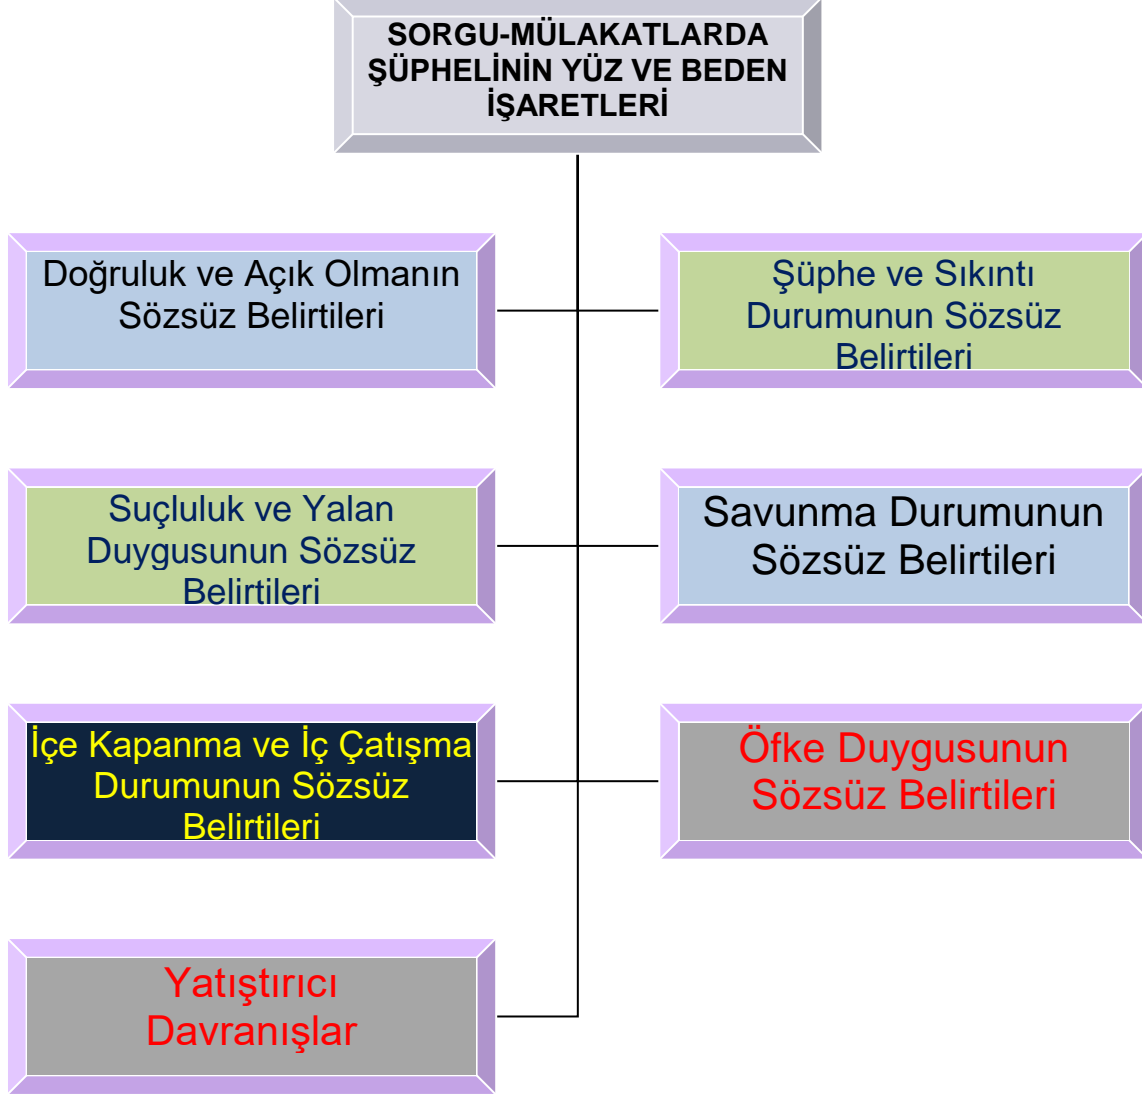 SORGU-MÜLAKATLARDA
ŞÜPHELİNİN YÜZ VE BEDEN
İŞARETLERİ
Doğruluk ve Açık Olmanın
Sözsüz Belirtileri
Şüphe ve Sıkıntı
Durumunun Sözsüz
Belirtileri
Suçluluk ve Yalan
Duygusunun Sözsüz
Belirtileri
Savunma Durumunun
Sözsüz Belirtileri
İçe Kapanma ve İç Çatışma
Durumunun Sözsüz
Belirtileri
Öfke Duygusunun
Sözsüz Belirtileri
Yatıştırıcı
Davranışlar